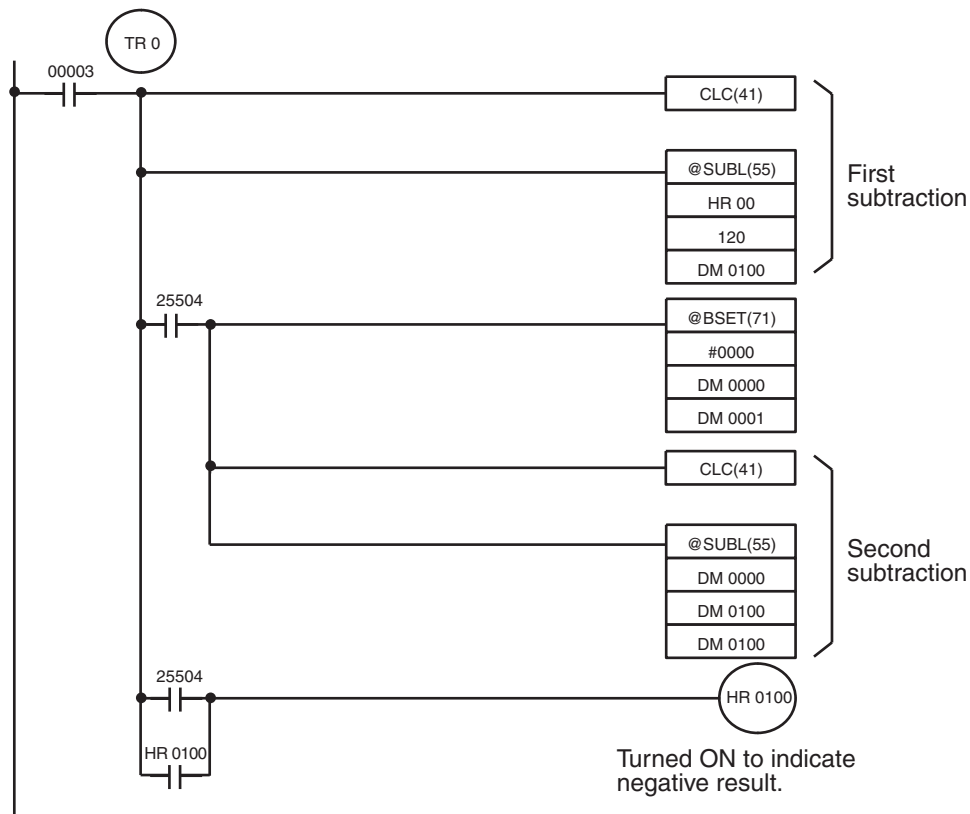 TR 0
00003
CLC(41)
@SUBL(55)
HR 00
120
DM 0100
First
subtraction
25504
@BSET(71)
#0000
DM 0000
DM 0001
CLC(41)
@SUBL(55)
DM 0000
DM 0100
DM 0100
Second
subtraction
25504
HR 0100
HR 0100
Turned ON to indicate
negative result.